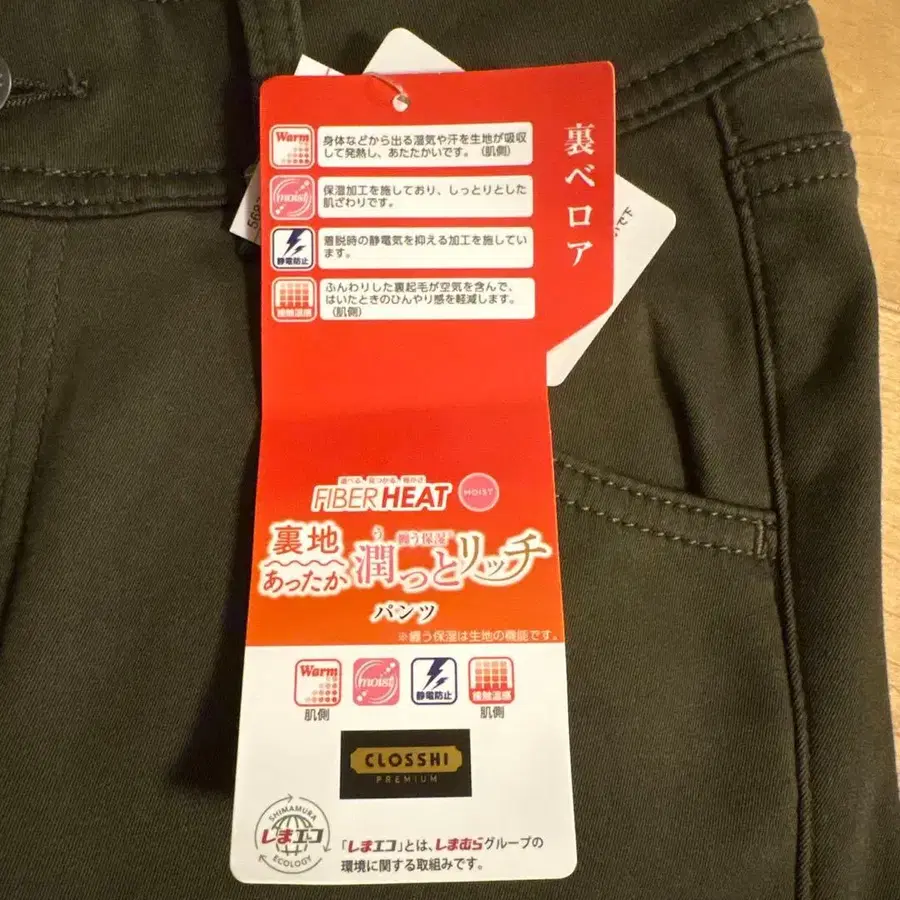 裏ベロア
Warm
身体などから出る湿気や汗を生地が吸収
して発熱し、あたたかいです。（肌側）
moist
保湿加工を施しており、しっとりとした
肌ざわりです。
静電防止
着脱時の静電気を抑える加工を施してい
ます。
接触温感
ふんわりした裏起毛が空気を含んで、
はいたときのひんやり感を軽減します。
（肌側）
FIBER HEAT
MOIST
裏地
あったか
う
纏う保湿
潤っとリッチ
パンツ
※纏う保湿は生地の機能です。
Warm
moist
静電防止
接触温感
肌側
肌側
CLOSSHI
PREMIUM
SHIMAMURA
しまエコ
ECOLOGY
「しまエコ」とは、しまむらグループの
環境に関する取組みです。